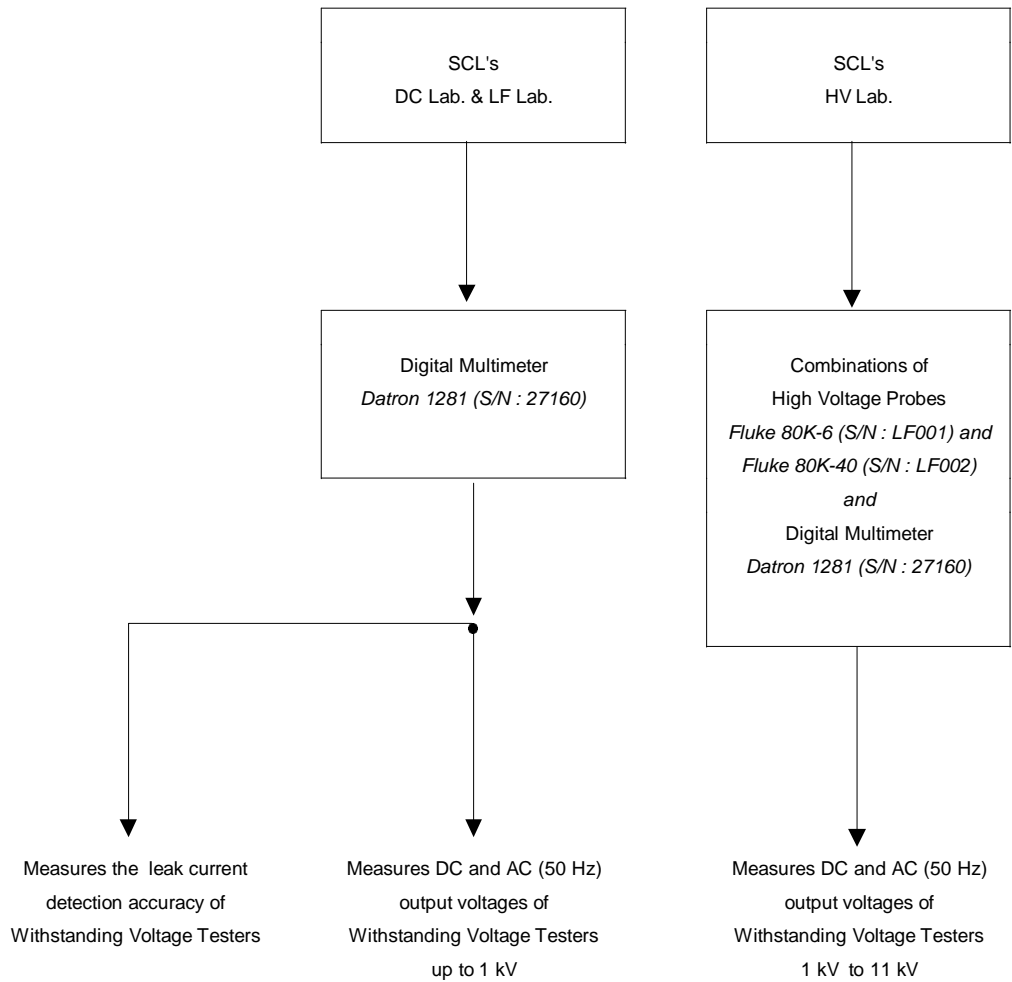 SCL's
DC Lab. & LF Lab.
SCL's
HV Lab.
Digital Multimeter
Datron 1281 (S/N : 27160)
Combinations of
High Voltage Probes
Fluke 80K-6 (S/N : LF001) and
Fluke 80K-40 (S/N : LF002)
and
Digital Multimeter
Datron 1281 (S/N : 27160)
Measures the leak current
detection accuracy of
Withstanding Voltage Testers
Measures DC and AC (50 Hz)
output voltages of
Withstanding Voltage Testers
up to 1 kV
Measures DC and AC (50 Hz)
output voltages of
Withstanding Voltage Testers
1 kV to 11 kV